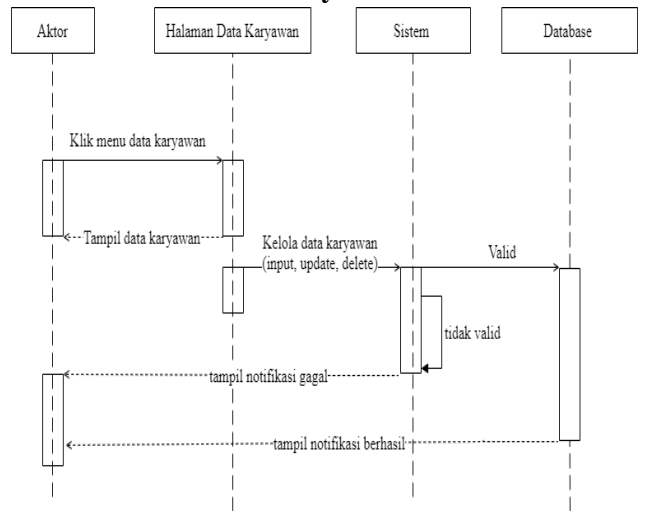 Aktor
Halaman Data Karyawan
Sistem
Database
Klik menu data karyawan
Tampil data karyawan
Kelola data karyawan
(input, update, delete)
Valid
tidak valid
tampil notifikasi gagal
tampil notifikasi berhasil